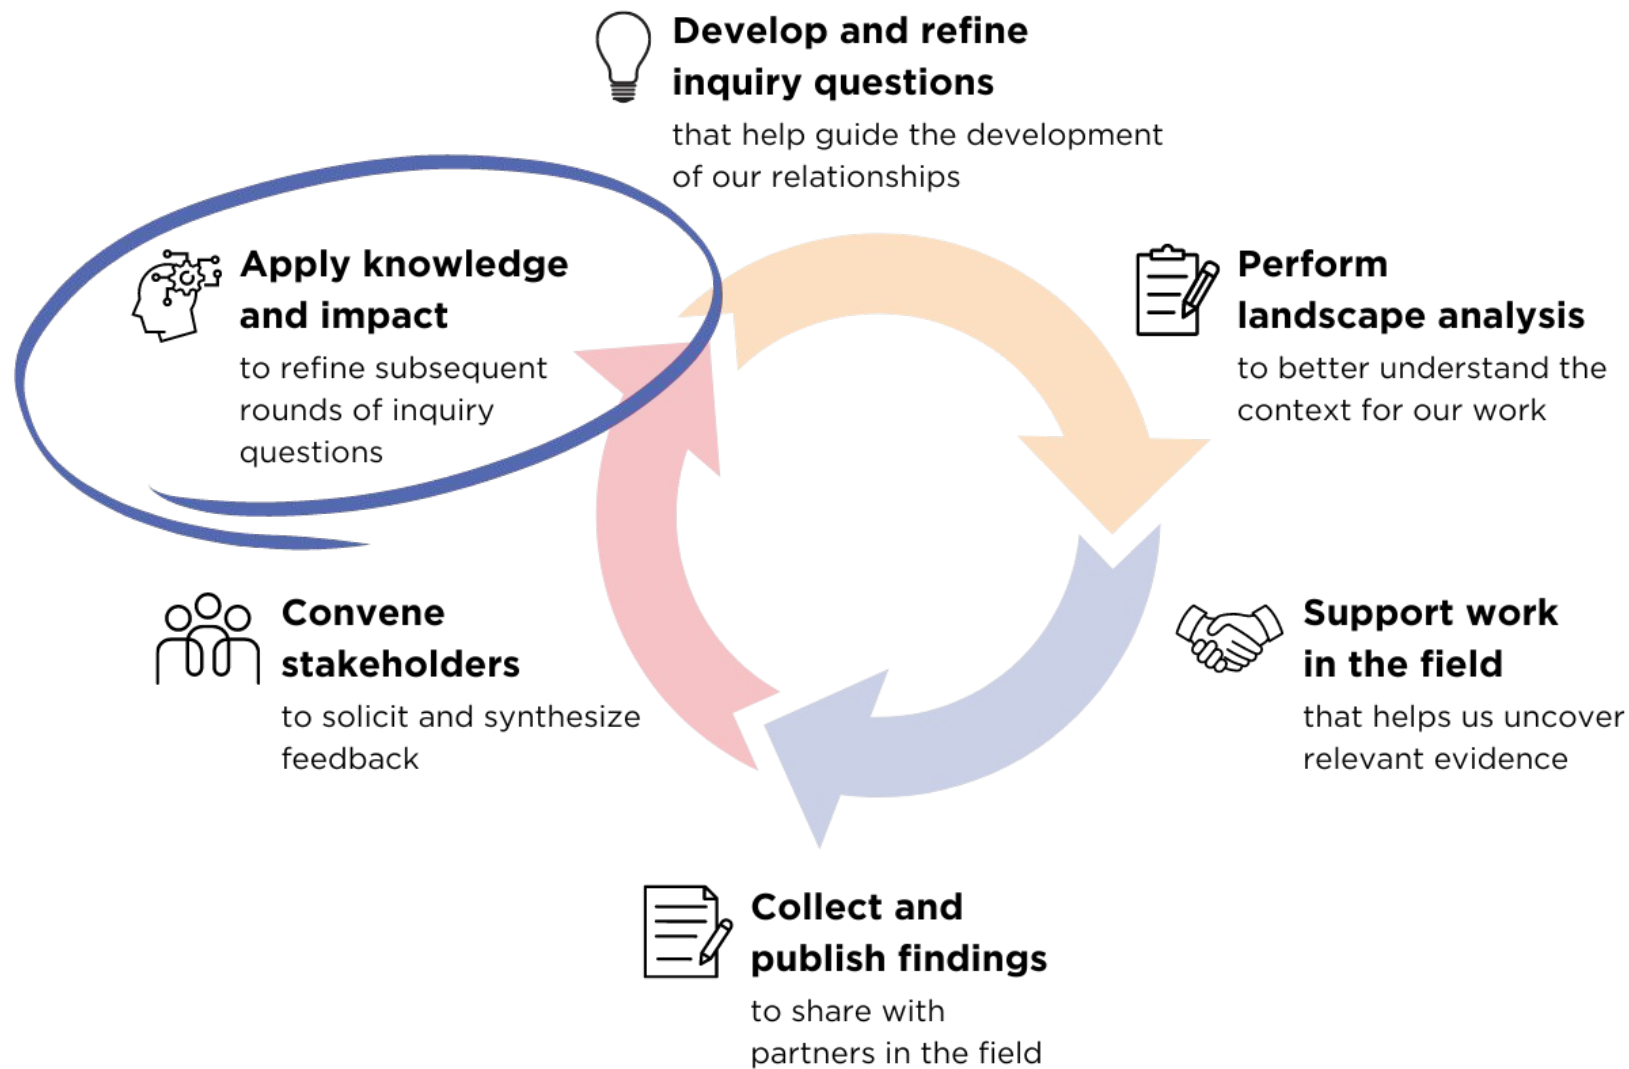 Develop and refine
inquiry questions
that help guide the development
of our relationships
Perform
landscape analysis
to better understand the
context for our work
Support work
in the field
that helps us uncover
relevant evidence
Collect and
publish findings
to share with
partners in the field
Convene
stakeholders
to solicit and synthesize
feedback
Apply knowledge
and impact
to refine subsequent
rounds of inquiry
questions